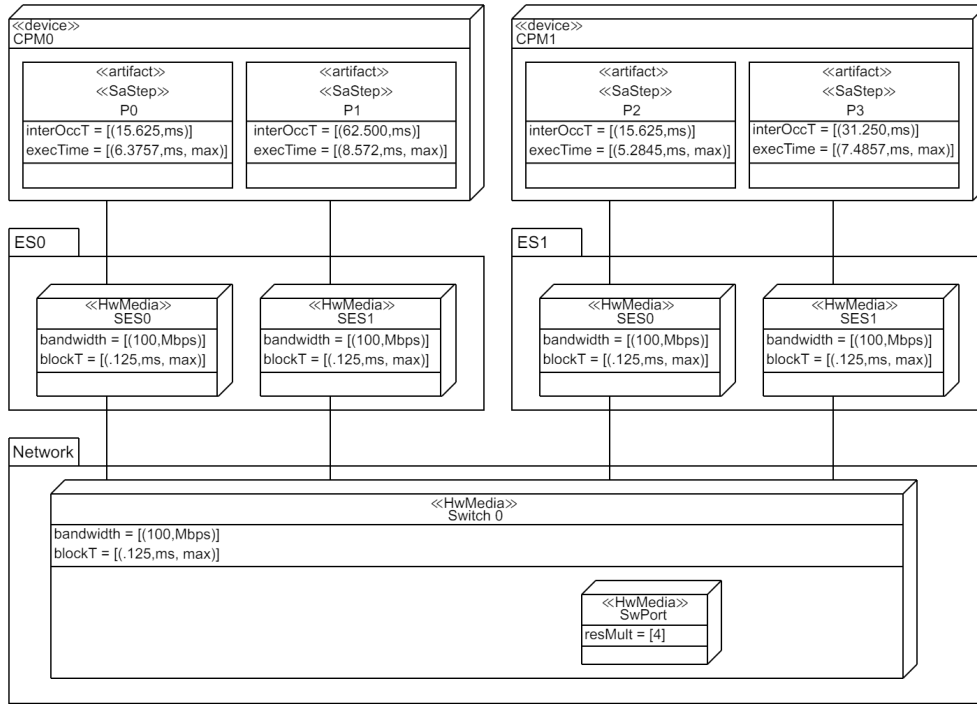 ≪device≫
CPM0
≪artifact≫
≪SaStep≫
P0
interOccT = [(15.625,ms)]
execTime = [(6.3757,ms, max)]
≪artifact≫
≪SaStep≫
P1
interOccT = [(62.500,ms)]
execTime = [(8.572,ms, max)]
≪device≫
CPM1
≪artifact≫
≪SaStep≫
P2
interOccT = [(15.625,ms)]
execTime = [(5.2845,ms, max)]
≪artifact≫
≪SaStep≫
P3
interOccT = [(31.250,ms)]
execTime = [(7.4857,ms, max)]
ES0
≪HwMedia≫
SES0
bandwidth = [(100,Mbps)]
blockT = [(.125,ms, max)]
≪HwMedia≫
SES1
bandwidth = [(100,Mbps)]
blockT = [(.125,ms, max)]
ES1
≪HwMedia≫
SES0
bandwidth = [(100,Mbps)]
blockT = [(.125,ms, max)]
≪HwMedia≫
SES1
bandwidth = [(100,Mbps)]
blockT = [(.125,ms, max)]
Network
≪HwMedia≫
Switch 0
bandwidth = [(100,Mbps)]
blockT = [(.125,ms, max)]
≪HwMedia≫
SwPort
resMult = [4]